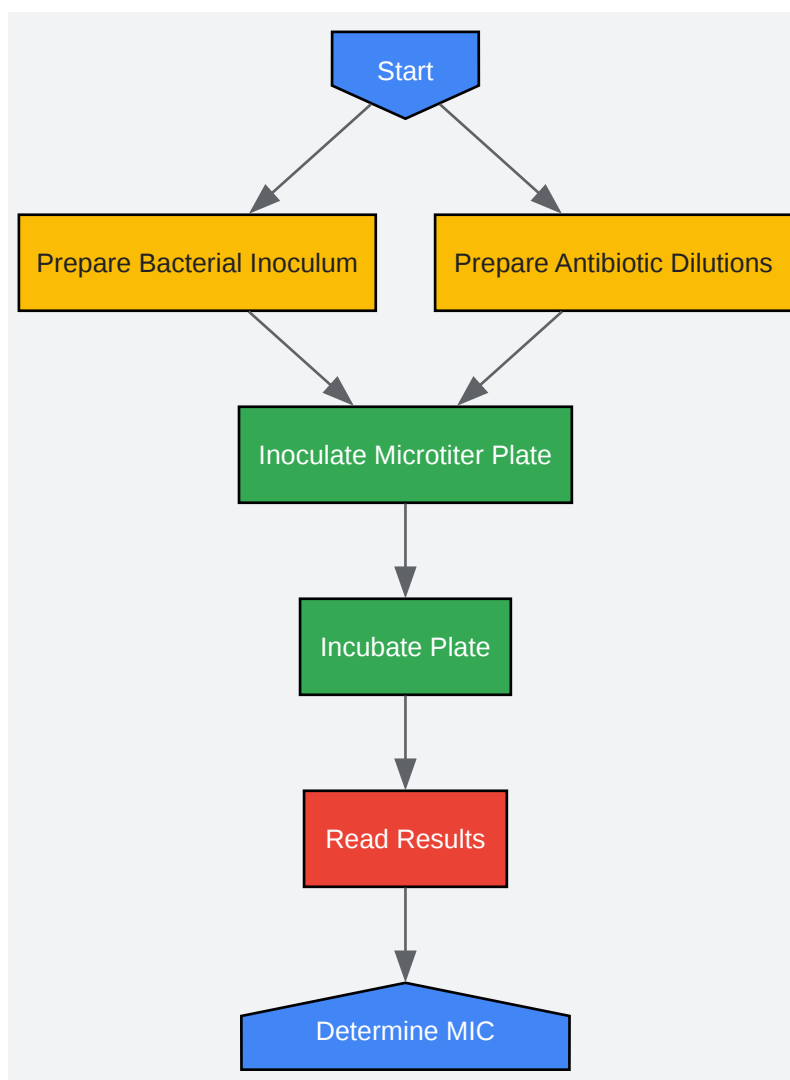 Start
Prepare Bacterial Inoculum
Prepare Antibiotic Dilutions
Inoculate Microtiter Plate
Incubate Plate
Read Results
Determine MIC